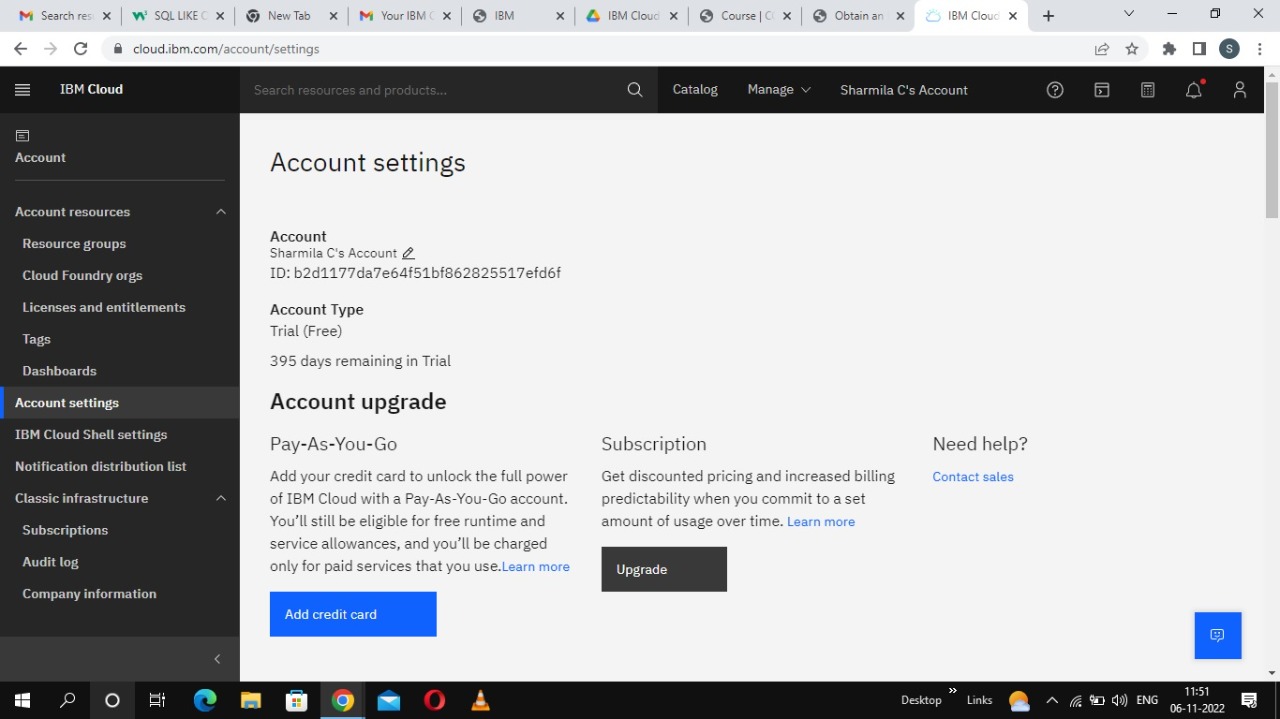 Search res
SQL LIKE C
New Tab
Your IBM C
IBM
IBM Cloud
Course | CC
Obtain an
IBM Cloud
cloud.ibm.com/account/settings
S
IBM Cloud
Search resources and products...
Catalog
Manage
Sharmila C's Account
Account
Account resources
Resource groups
Cloud Foundry orgs
Licenses and entitlements
Tags
Dashboards
Account settings
IBM Cloud Shell settings
Notification distribution list
Classic infrastructure
Subscriptions
Audit log
Company information
Account settings
Account
Sharmila C's Account
ID: b2d1177da7e64f51bf862825517efd6f
Account Type
Trial (Free)
395 days remaining in Trial
Account upgrade
Pay-As-You-Go
Add your credit card to unlock the full power
of IBM Cloud with a Pay-As-You-Go account.
You’ll still be eligible for free runtime and
service allowances, and you’ll be charged
only for paid services that you use.Learn more
Add credit card
Subscription
Get discounted pricing and increased billing
predictability when you commit to a set
amount of usage over time. Learn more
Upgrade
Need help?
Contact sales
Desktop
Links
ENG
11:51
06-11-2022